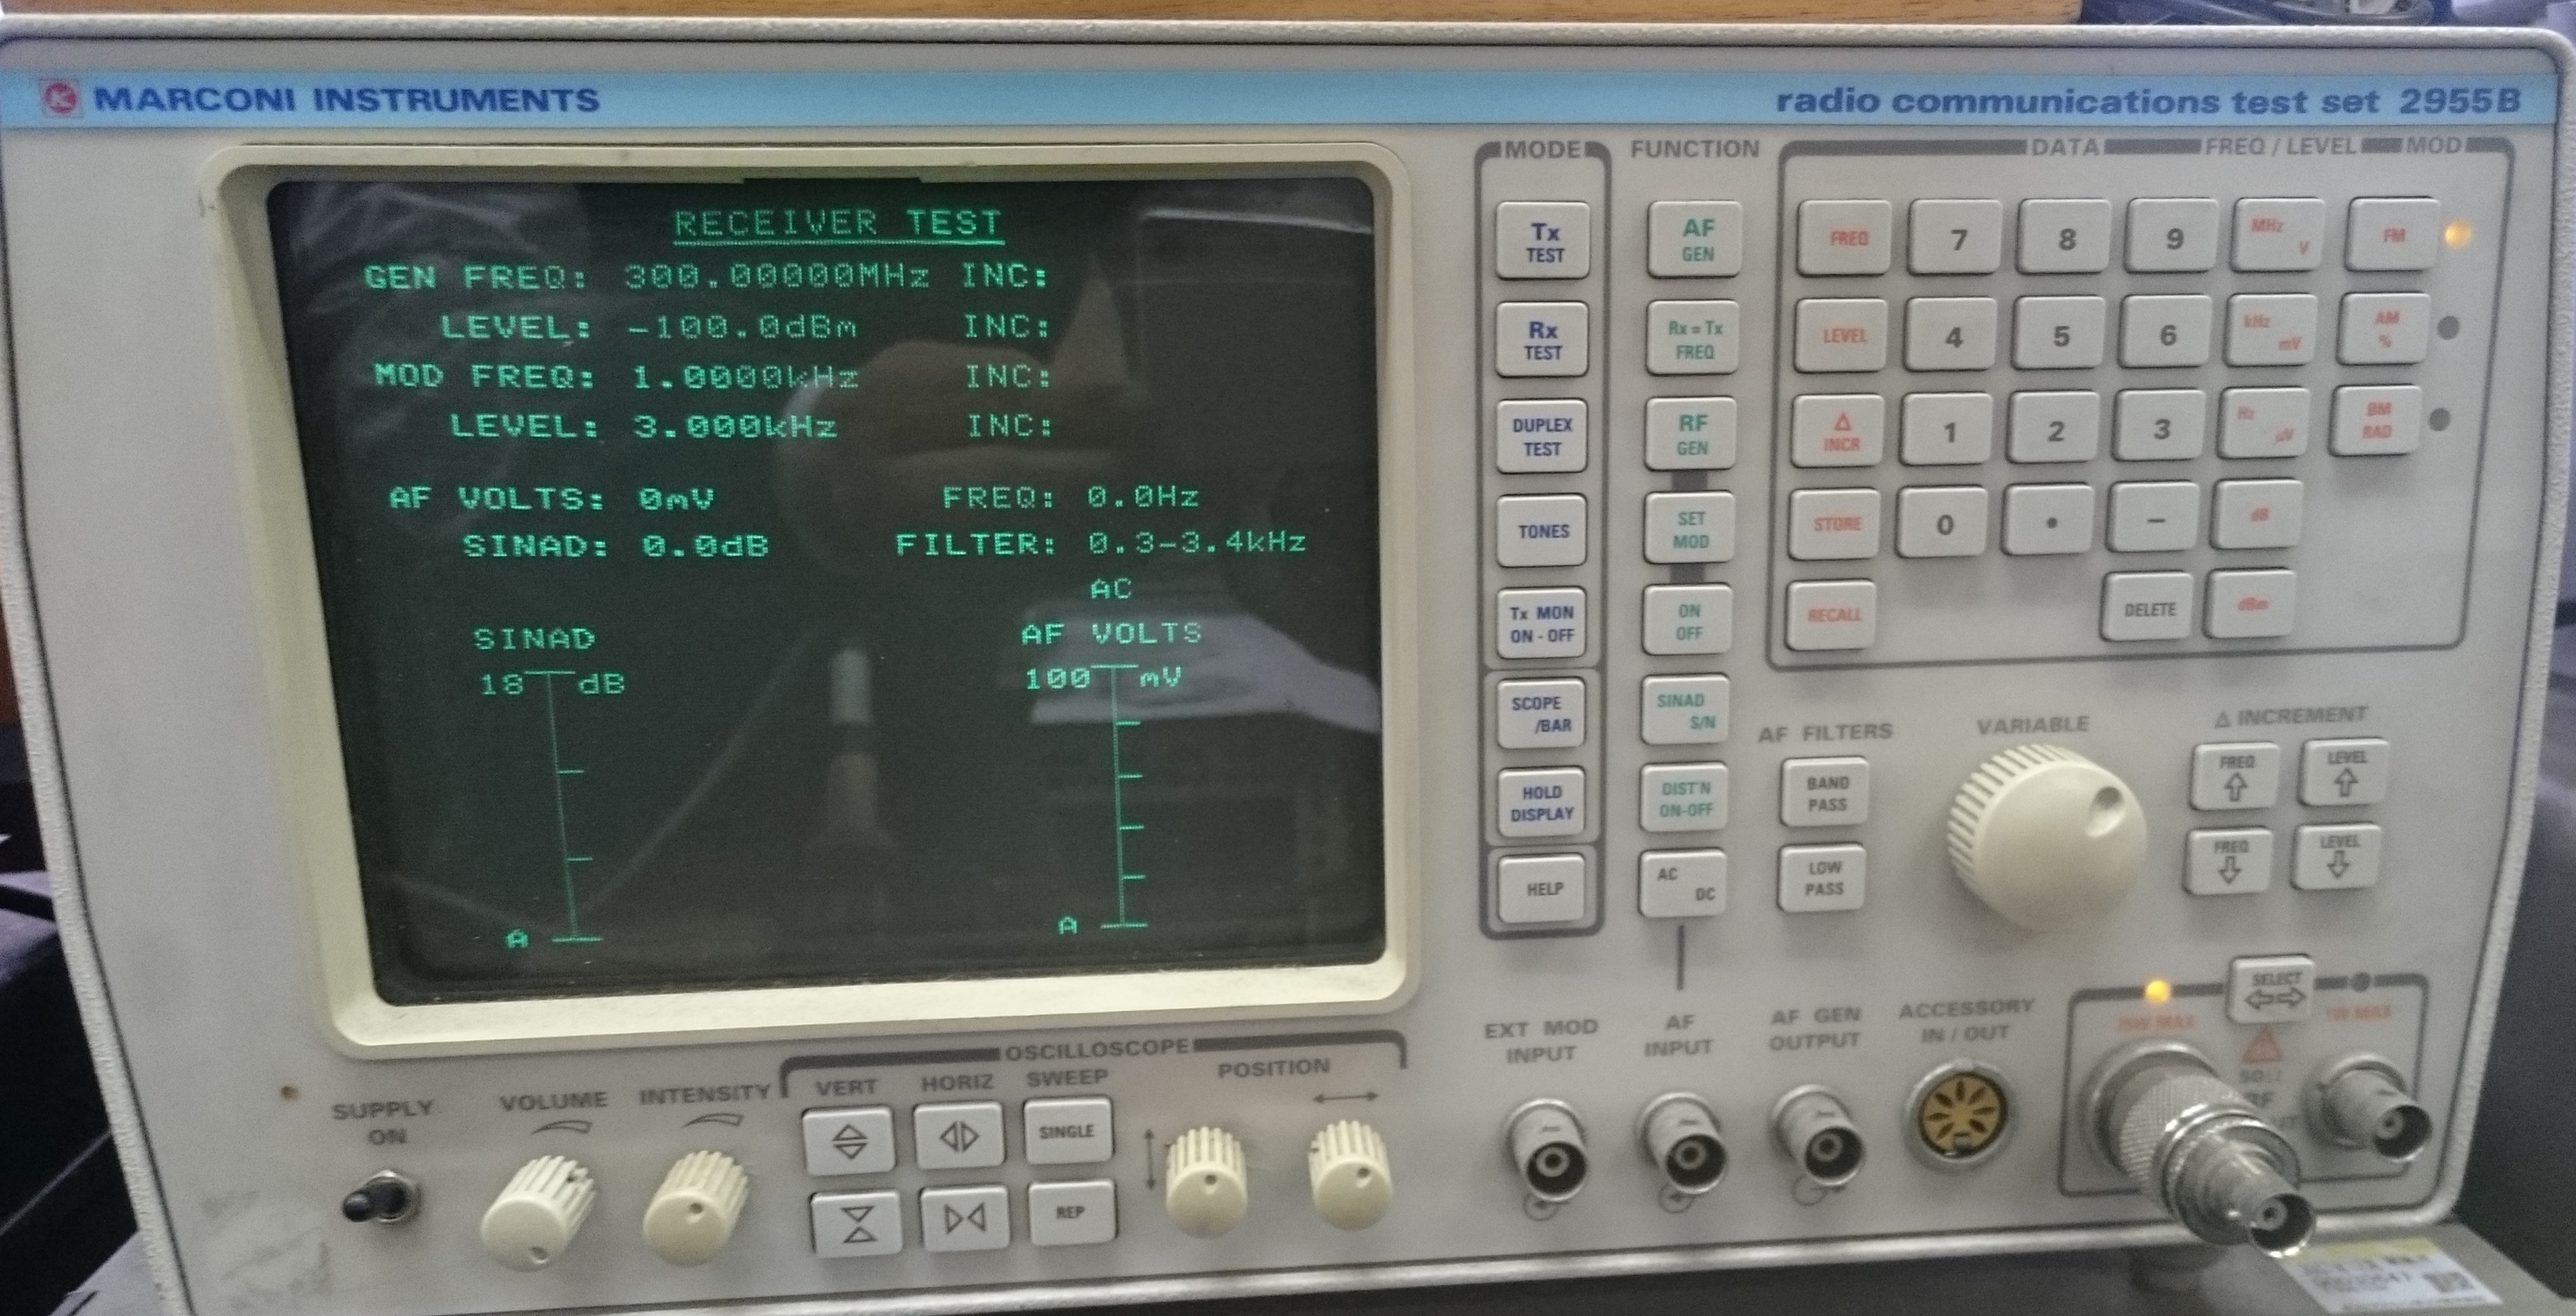 MARCONI INSTRUMENTS
radio communications test set 2955B
RECEIVER TEST
GEN FREQ: 300.00000MHz INC:
LEVEL: -100.0dBm INC:
MOD FREQ: 1.0000kHz INC:
LEVEL: 3.000kHz INC:
AF VOLTS: 0mV FREQ: 0.0Hz
SINAD: 0.0dB FILTER: 0.3-3.4kHz
AC
SINAD AF VOLTS
18 dB 100 mV
A A
MODE
Tx
TEST
Rx
TEST
DUPLEX
TEST
TONES
Tx MON
ON - OFF
SCOPE
/BAR
HOLD
DISPLAY
HELP
FUNCTION
AF
GEN
Rx = Tx
FREQ
RF
GEN
SET
MOD
ON
OFF
SINAD
S/N
DIST'N
ON-OFF
AC
DC
DATA FREQ / LEVEL MOD
FREQ 7 8 9 MHz V FM
LEVEL 4 5 6 kHz mV AM %
Δ INCR 1 2 3 Hz µV ΦM RAD
STORE 0 • − dB
RECALL DELETE dBm
AF FILTERS
BAND
PASS
LOW
PASS
VARIABLE
Δ INCREMENT
FREQ LEVEL
FREQ LEVEL
SUPPLY
ON
VOLUME
INTENSITY
OSCILLOSCOPE
VERT HORIZ SWEEP POSITION
SINGLE
REP
EXT MOD
INPUT
AF
INPUT
AF GEN
OUTPUT
ACCESSORY
IN / OUT
SELECT
1W MAX
RF